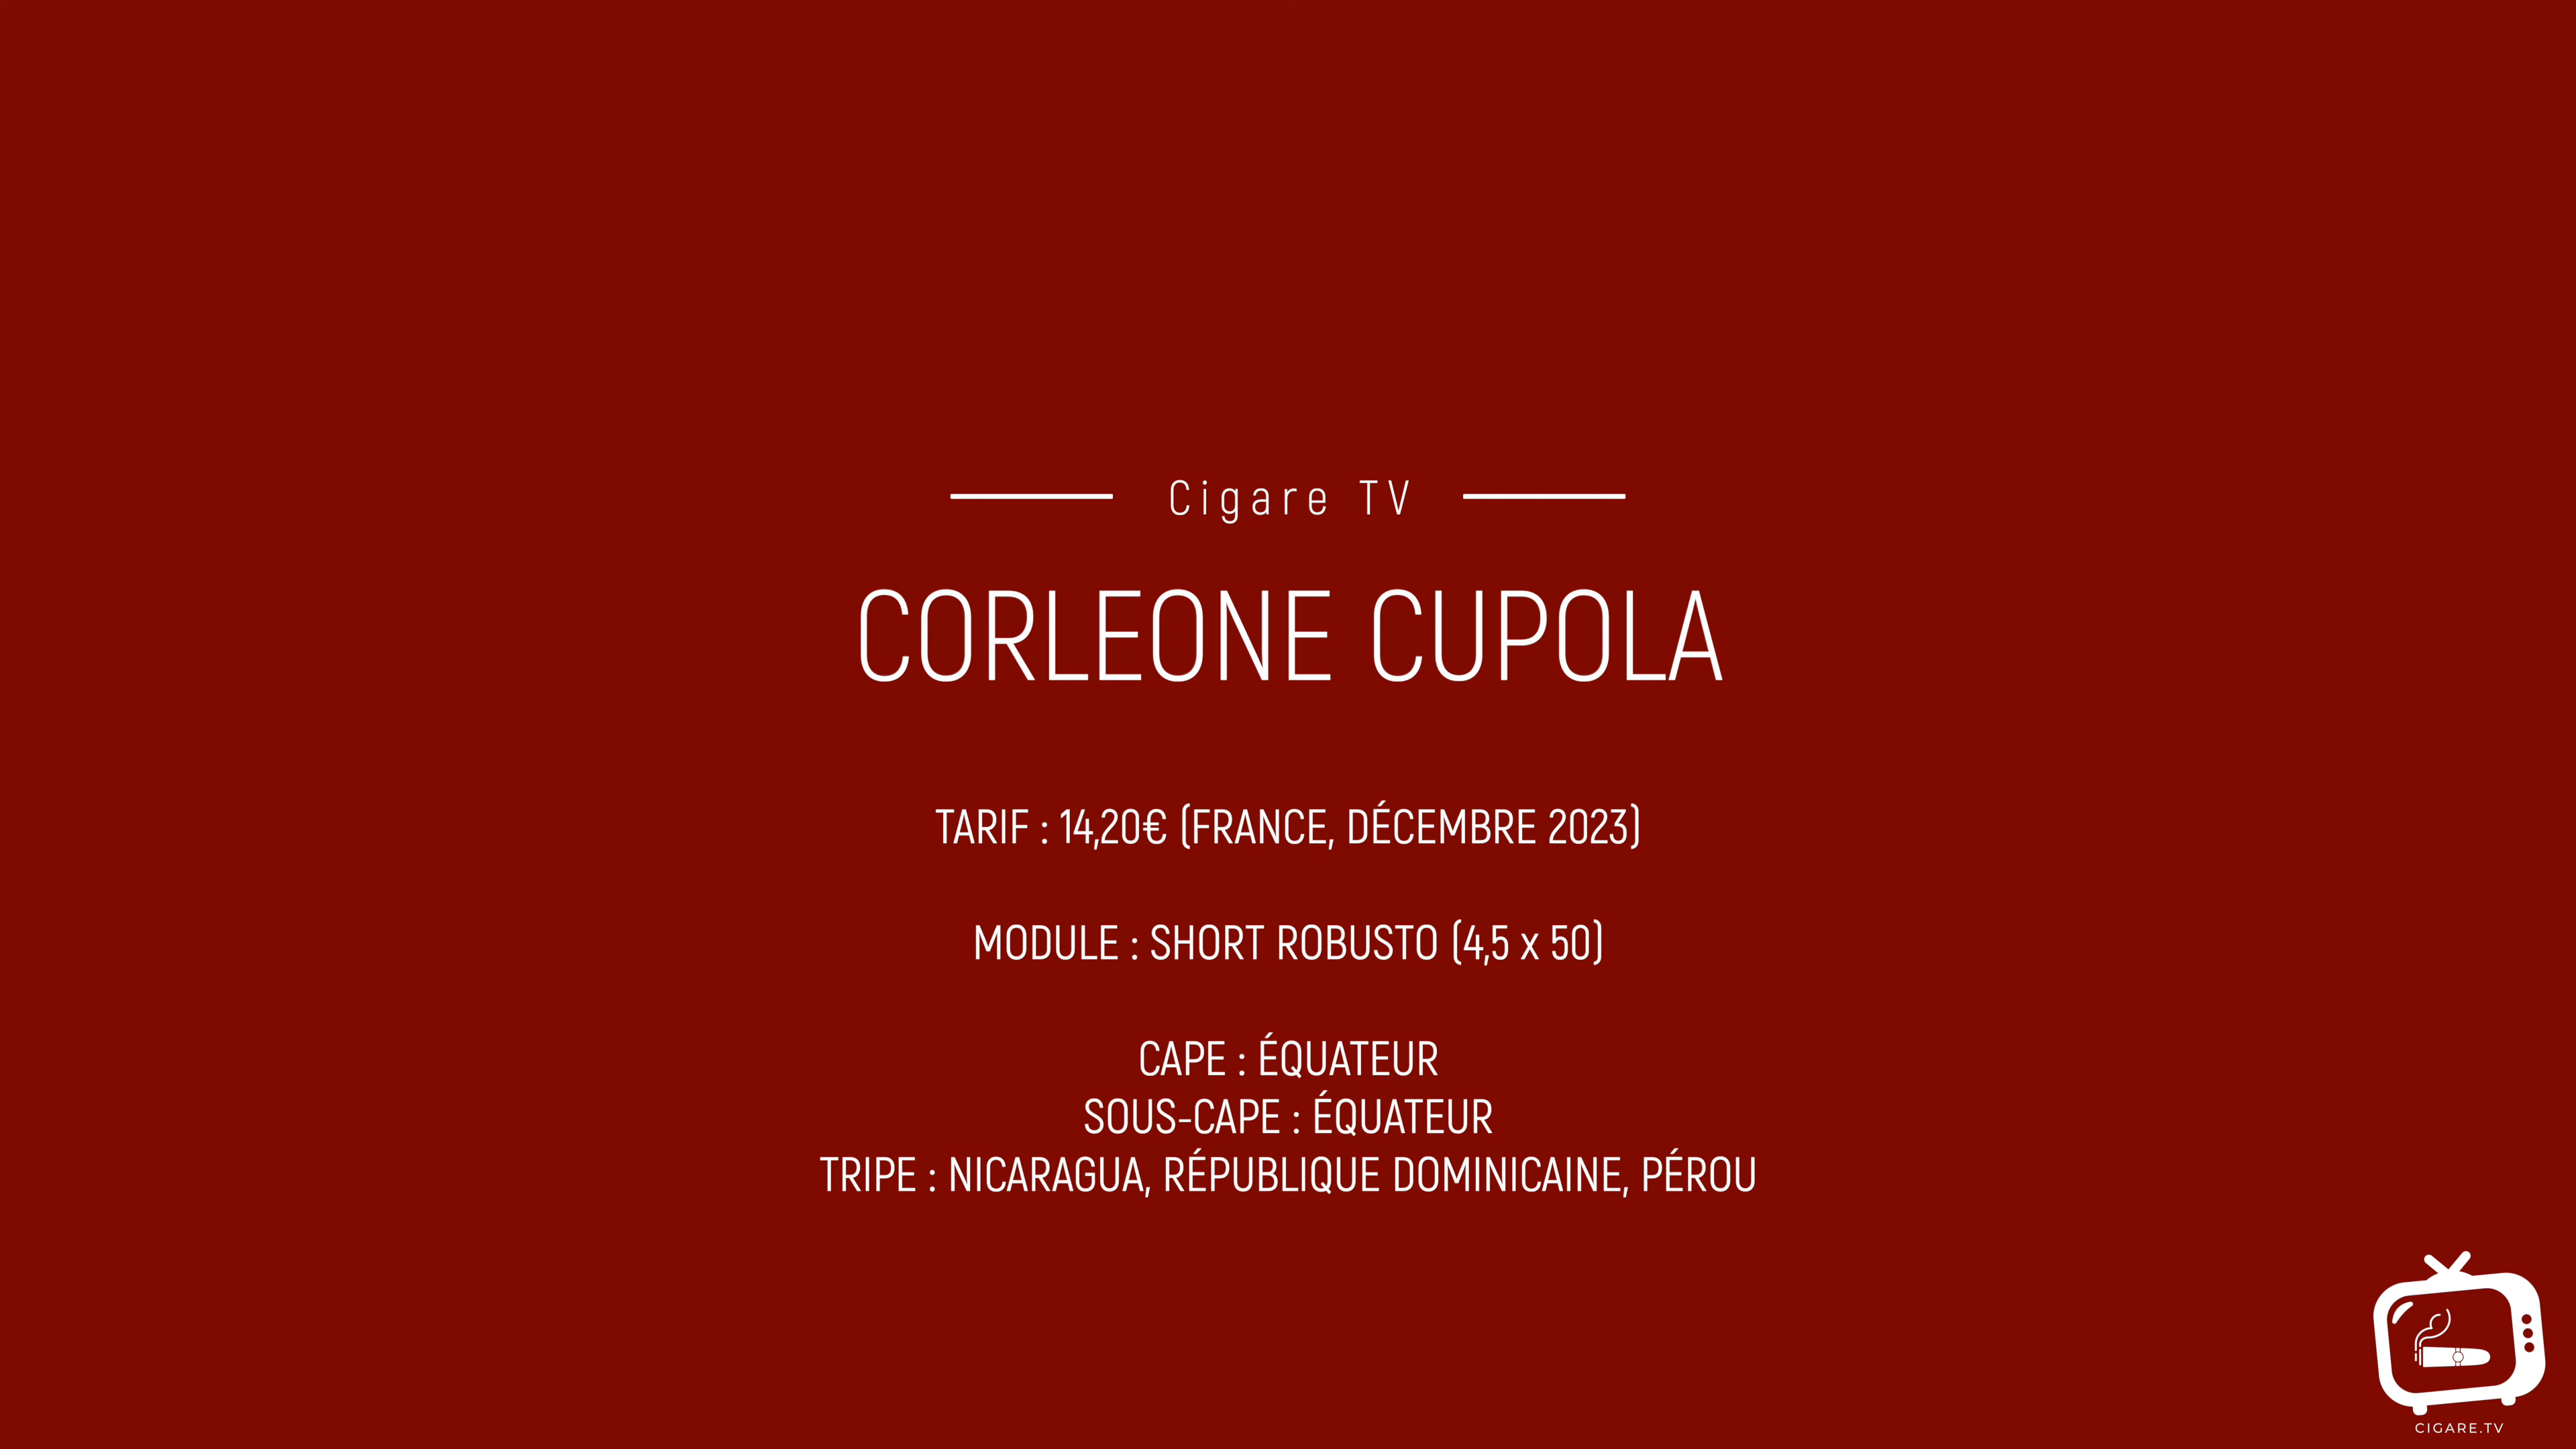 Cigare TV
CORLEONE CUPOLA
TARIF : 14,20€ (FRANCE, DÉCEMBRE 2023)
MODULE : SHORT ROBUSTO (4,5 x 50)
CAPE : ÉQUATEUR
SOUS-CAPE : ÉQUATEUR
TRIPE : NICARAGUA, RÉPUBLIQUE DOMINICAINE, PÉROU
CIGARE.TV